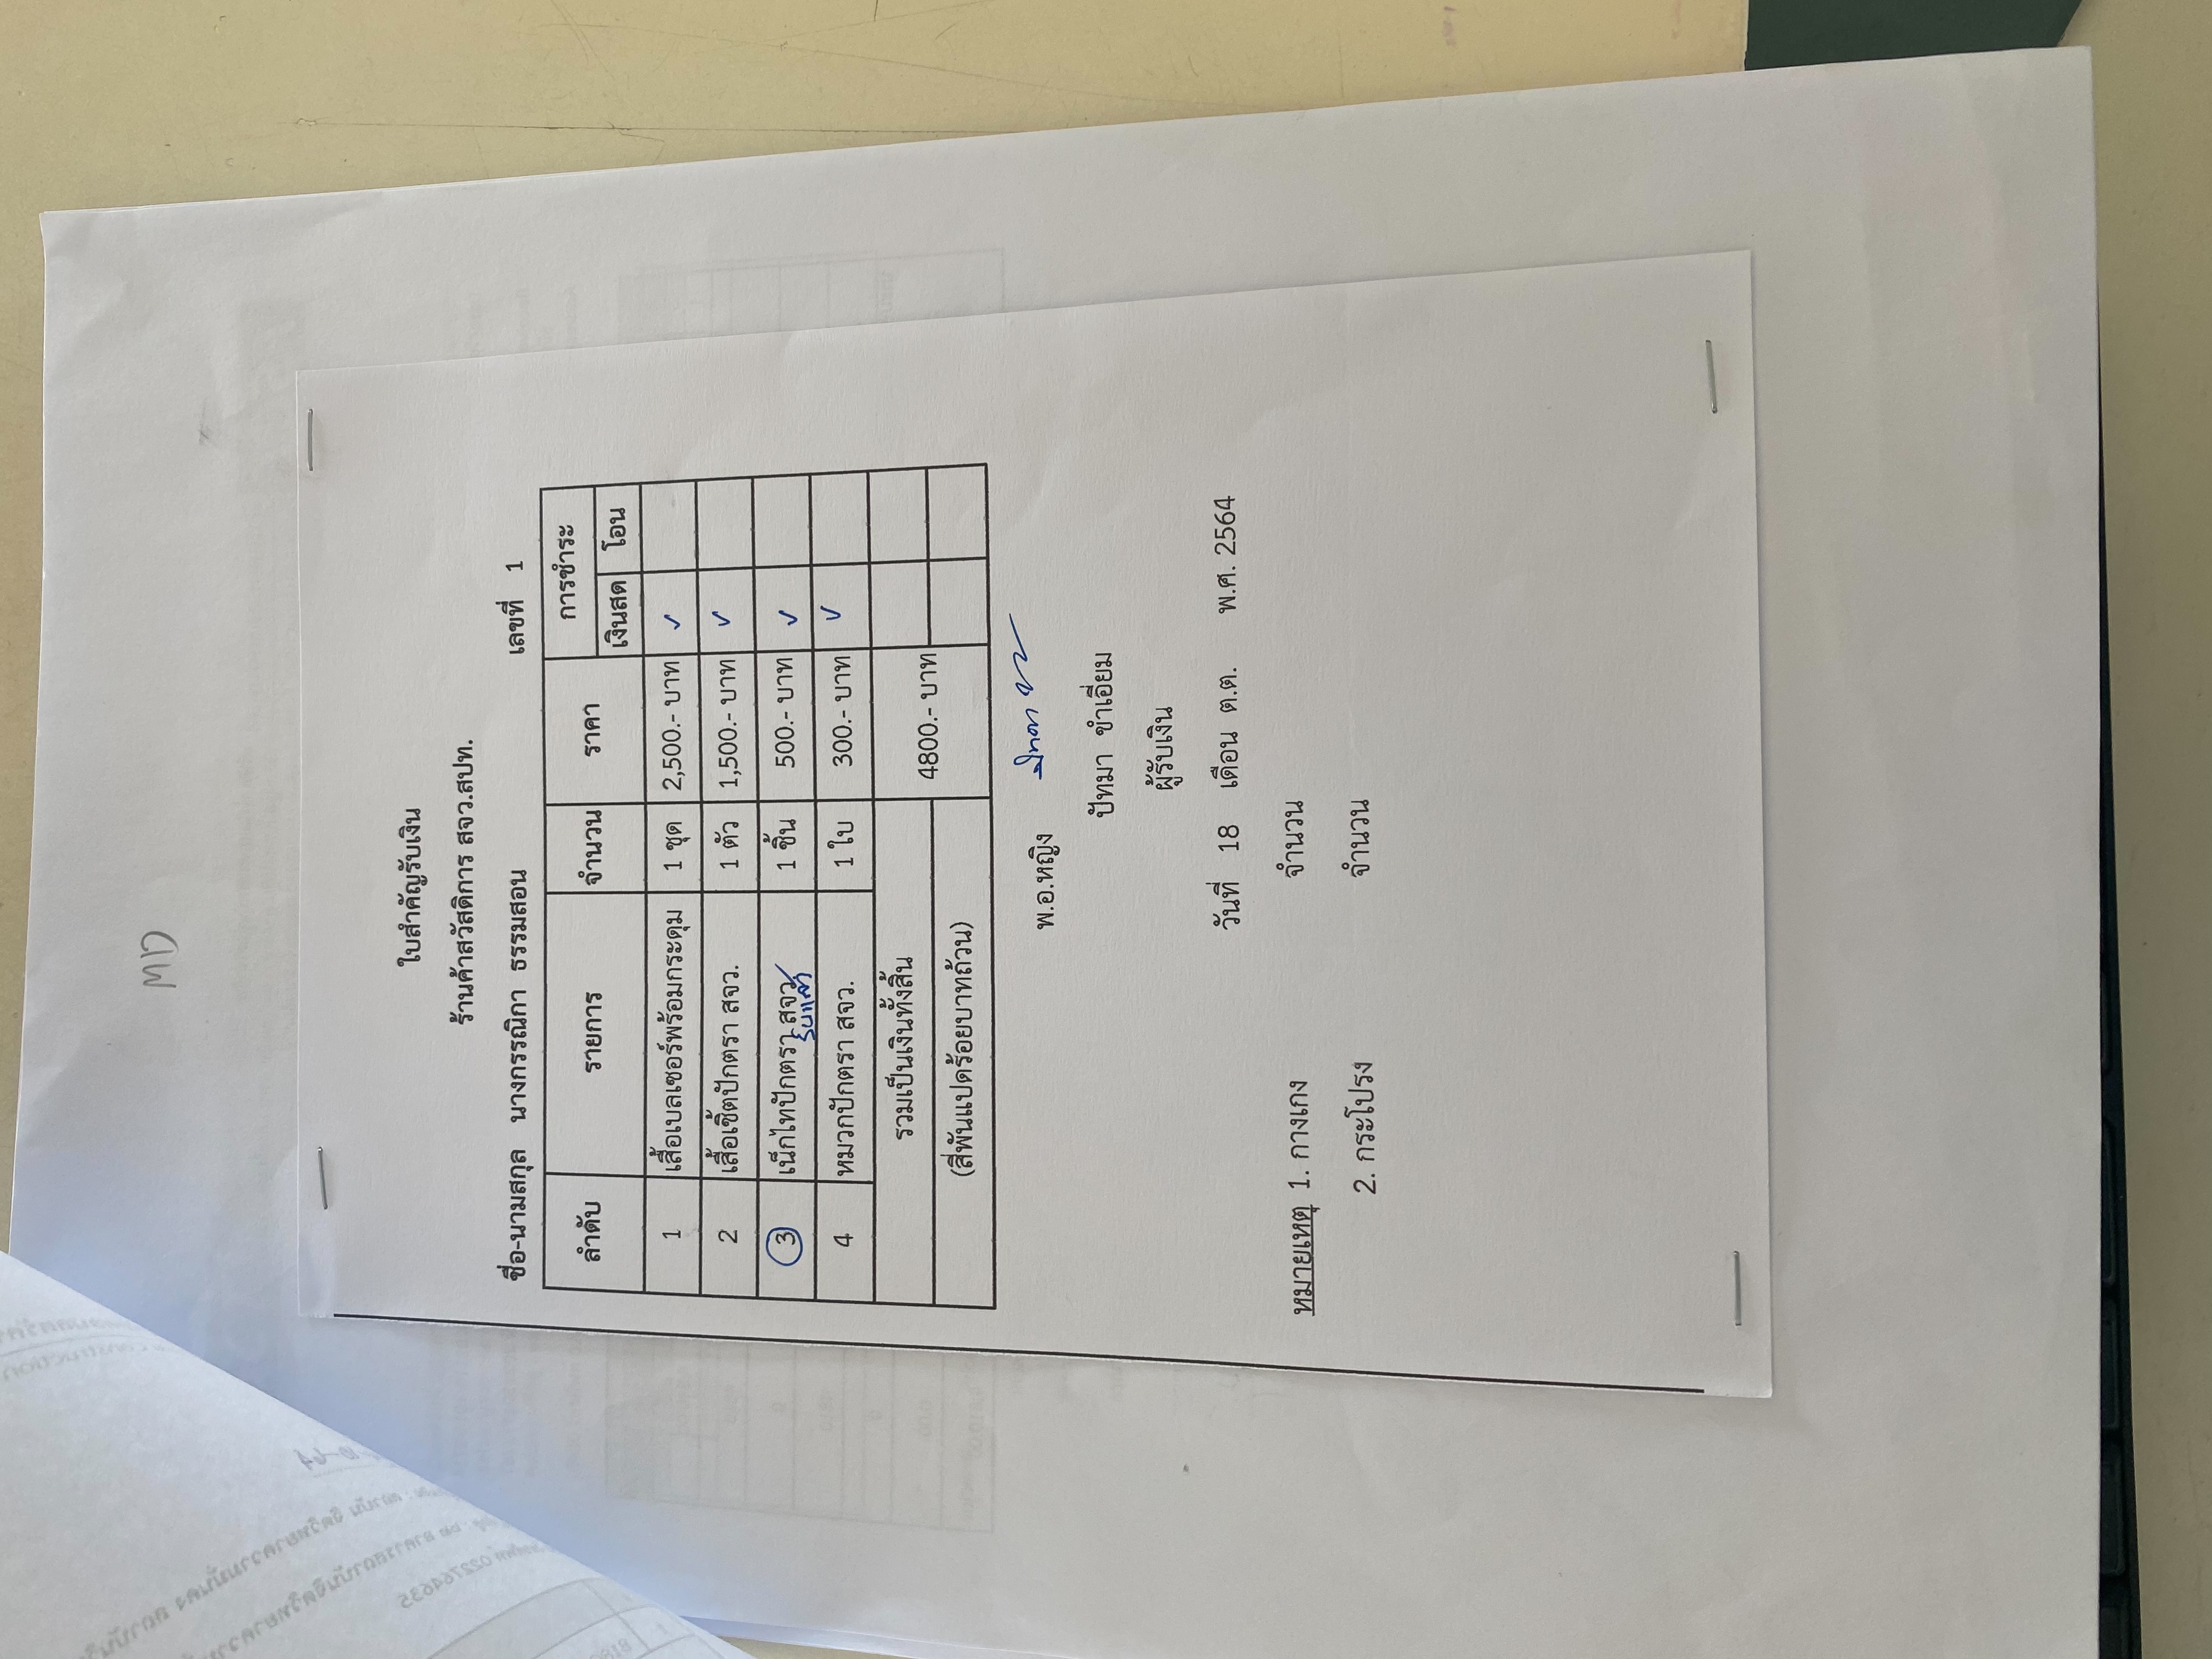 MD
ใบสำคัญรับเงิน
ร้านค้าสวัสดิการ สจว.สปท.
ชื่อ-นามสกุล นางกรรณิกา ธรรมสอน เลขที่ 1
ลำดับ รายการ จำนวน ราคา การชำระ
เงินสด โอน
1 เสื้อเบลเซอร์พร้อมกระดุม 1 ชุด 2,500.- บาท ✓
2 เสื้อเชิ้ตปักตรา สจว. 1 ตัว 1,500.- บาท ✓
3 เน็กไทปักตรา สจว. 1 ชิ้น 500.- บาท ✓
รับแล้ว
4 หมวกปักตรา สจว. 1 ใบ 300.- บาท ✓
รวมเป็นเงินทั้งสิ้น 4800.- บาท
(สี่พันแปดร้อยบาทถ้วน)
พ.อ.หญิง
ปัทมา ขำเอี่ยม
ผู้รับเงิน
วันที่ 18 เดือน ต.ต. พ.ศ. 2564
หมายเหตุ 1. กางเกง จำนวน
2. กระโปรง จำนวน